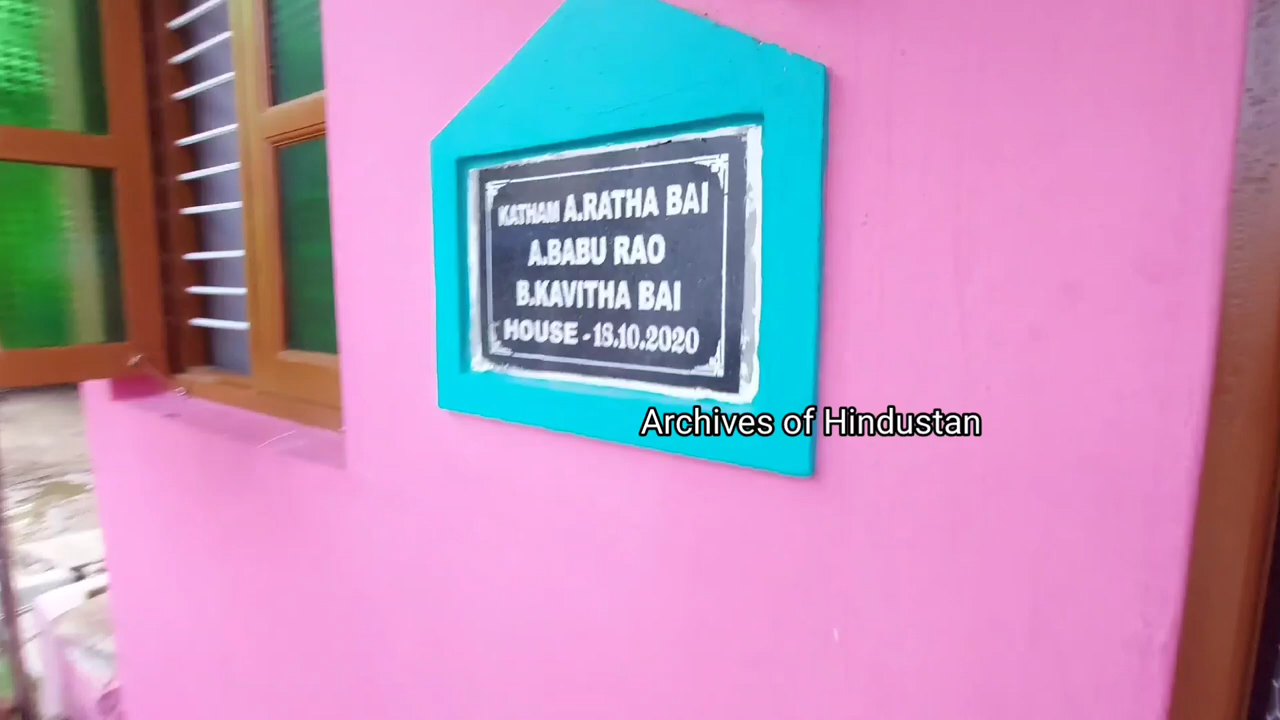 KATHAM A.RATHA BAI
A.BABU RAO
B.KAVITHA BAI
HOUSE - 18.10.2020
Archives of Hindustan